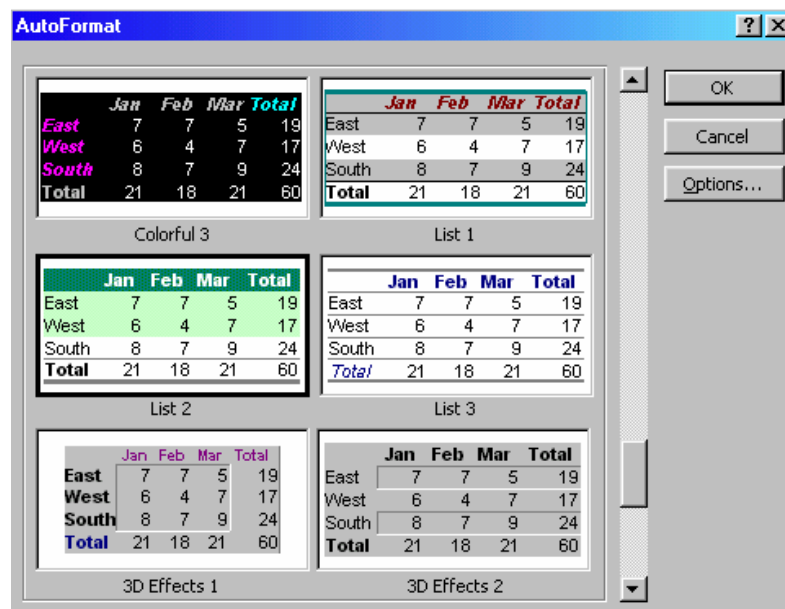 AutoFormat
Jan Feb Mar Total
East 7 7 5 19
West 6 4 7 17
South 8 7 9 24
Total 21 18 21 60
Colorful 3
Jan Feb Mar Total
East 7 7 5 19
West 6 4 7 17
South 8 7 9 24
Total 21 18 21 60
List 1
OK
Cancel
Options...
Jan Feb Mar Total
East 7 7 5 19
West 6 4 7 17
South 8 7 9 24
Total 21 18 21 60
List 2
Jan Feb Mar Total
East 7 7 5 19
West 6 4 7 17
South 8 7 9 24
Total 21 18 21 60
List 3
Jan Feb Mar Total
East 7 7 5 19
West 6 4 7 17
South 8 7 9 24
Total 21 18 21 60
3D Effects 1
Jan Feb Mar Total
East 7 7 5 19
West 6 4 7 17
South 8 7 9 24
Total 21 18 21 60
3D Effects 2